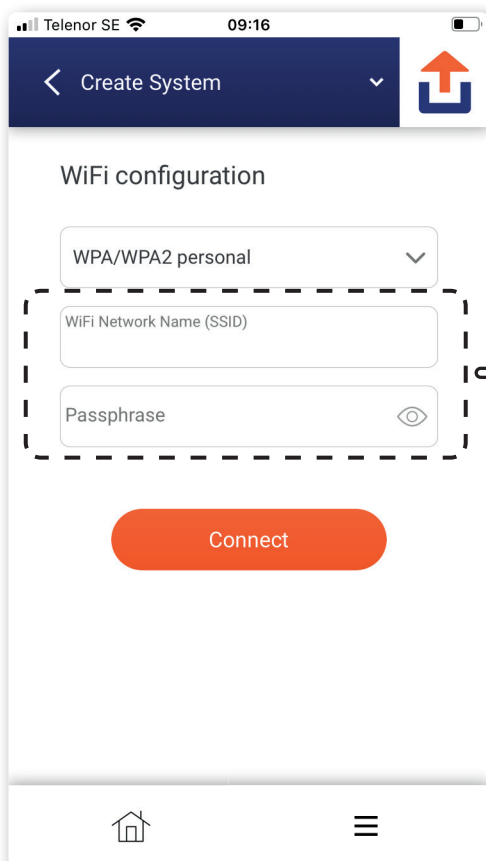 Telenor SE 09:16
Create System
WiFi configuration
WPA/WPA2 personal
WiFi Network Name (SSID)
Passphrase
Connect